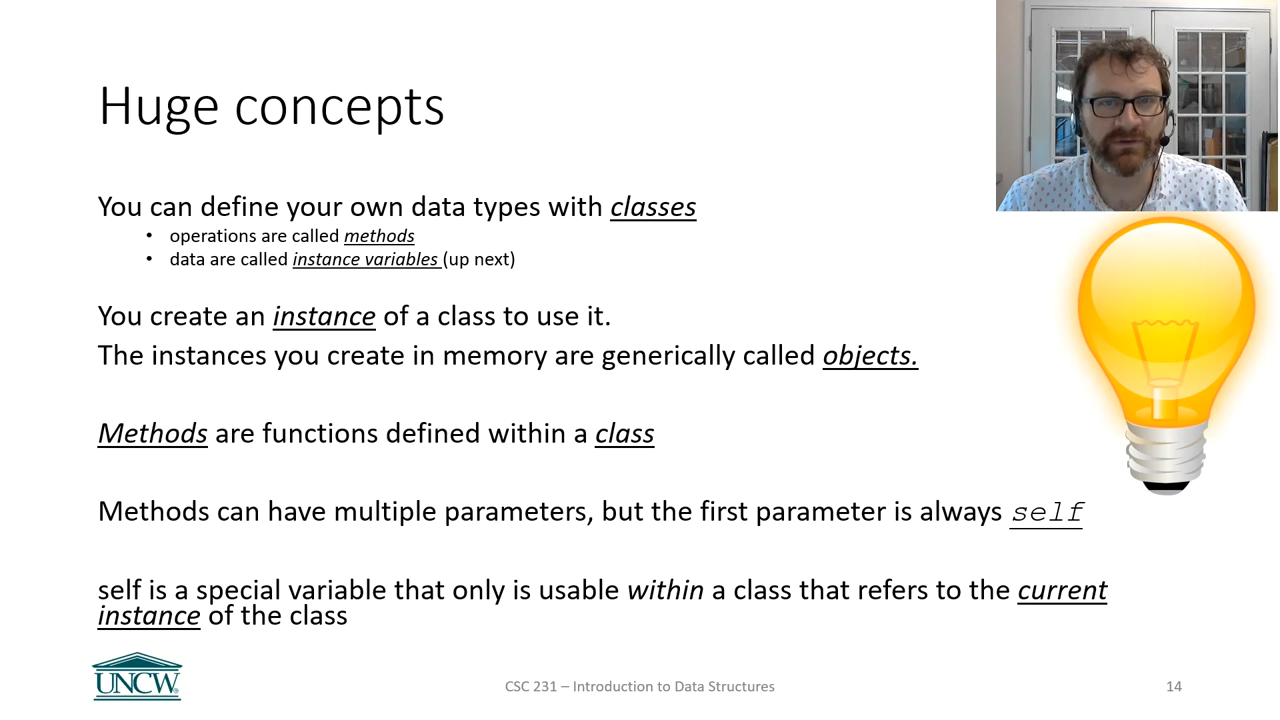 Huge concepts
You can define your own data types with classes
• operations are called methods
• data are called instance variables (up next)
You create an instance of a class to use it.
The instances you create in memory are generically called objects.
Methods are functions defined within a class
Methods can have multiple parameters, but the first parameter is always self
self is a special variable that only is usable within a class that refers to the current
instance of the class
UNCW
CSC 231 – Introduction to Data Structures
14